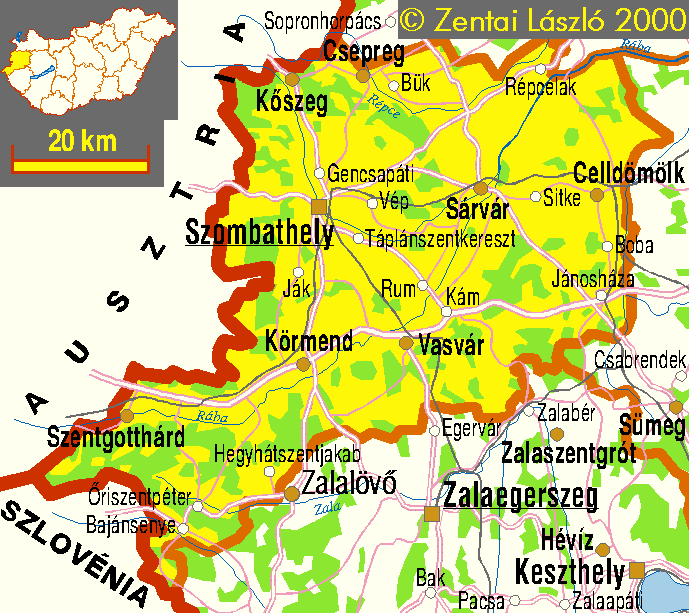 Sopronhorpács
© Zentai László 2000
Csepreg
Rába
Bük
Répcelak
Kőszeg
Répce
20 km
Gencsapáti
Celldömölk
Vép
Sárvár
Sitke
Szombathely
Táplánszentkereszt
Boba
AUSZTRIA
Ják
Rum
Kám
Jánosháza
Körmend
Vasvár
Csabrendek
Rába
Szentgotthárd
Egervár
Zalabér
Sümeg
Hegyhátszentjakab
Zalaszentgrót
Zalalövő
Zalaegerszeg
Őriszentpéter
Zala
Bajánsenye
SZLOVÉNIA
Hévíz
Keszthely
Bak
Pacsa
Zalaapáti